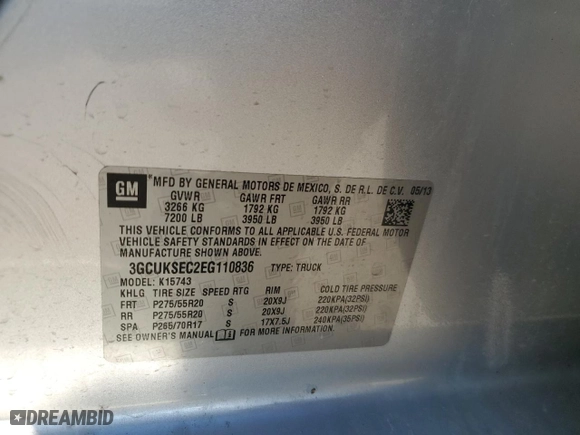 GM
MFD BY GENERAL MOTORS DE MEXICO, S. DE R.L. DE C.V. 05/13
GVWR GAWR FRT GAWR RR
3266 KG 1792 KG 1792 KG
7200 LB 3950 LB 3950 LB
THIS VEHICLE CONFORMS TO ALL APPLICABLE U.S. FEDERAL MOTOR
VEHICLE SAFETY STANDARDS IN EFFECT ON THE DATE OF
MANUFACTURE SHOWN ABOVE.
3GCUKSEC2EG110836 TYPE: TRUCK
MODEL: K15743
KHLG TIRE SIZE SPEED RTG RIM COLD TIRE PRESSURE
FRT P275/55R20 S 20X9J 220KPA(32PSI)
RR P275/55R20 S 20X9J 220KPA(32PSI)
SPA P265/70R17 S 17X7.5J 240KPA(35PSI)
SEE OWNER'S MANUAL FOR MORE INFORMATION.
DREAMBID